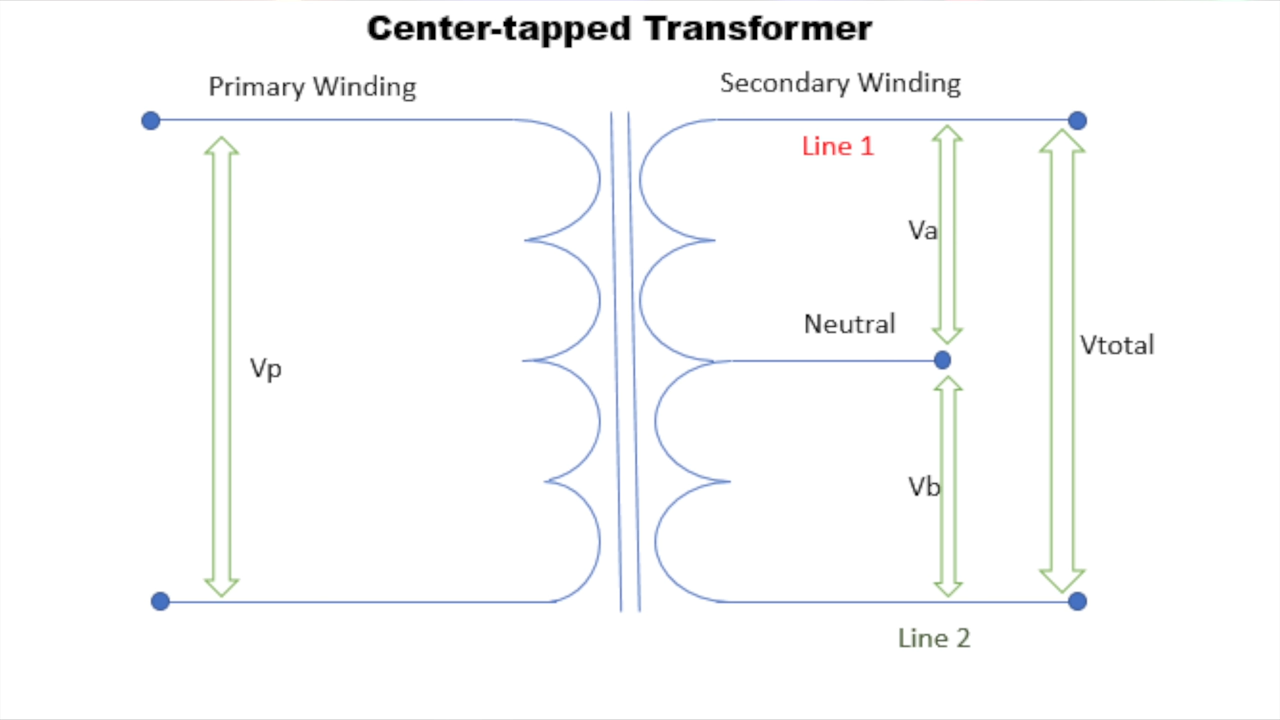 Center-tapped Transformer
Primary Winding
Secondary Winding
Line 1
Va
Neutral
Vtotal
Vp
Vb
Line 2